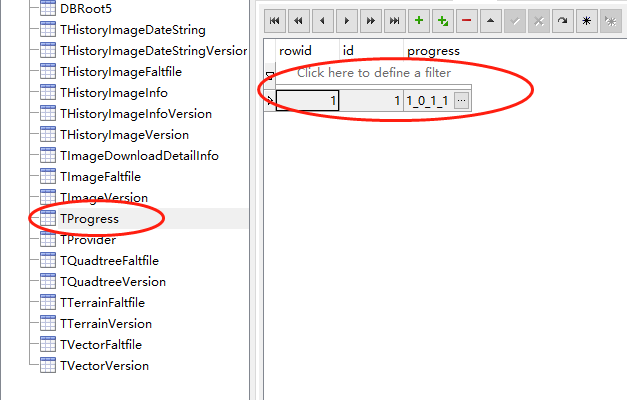 DBRoot5
THistoryImageDateString
THistoryImageDateStringVersion
THistoryImageFaltfile
THistoryImageInfo
THistoryImageInfoVersion
THistoryImageVersion
TImageDownloadDetailInfo
TImageFaltfile
TImageVersion
TProgress
TProvider
TQuadtreeFaltfile
TQuadtreeVersion
TTerrainFaltfile
TTerrainVersion
TVectorFaltfile
TVectorVersion
rowid id progress
Click here to define a filter
1 1 1_0_1_1 ...